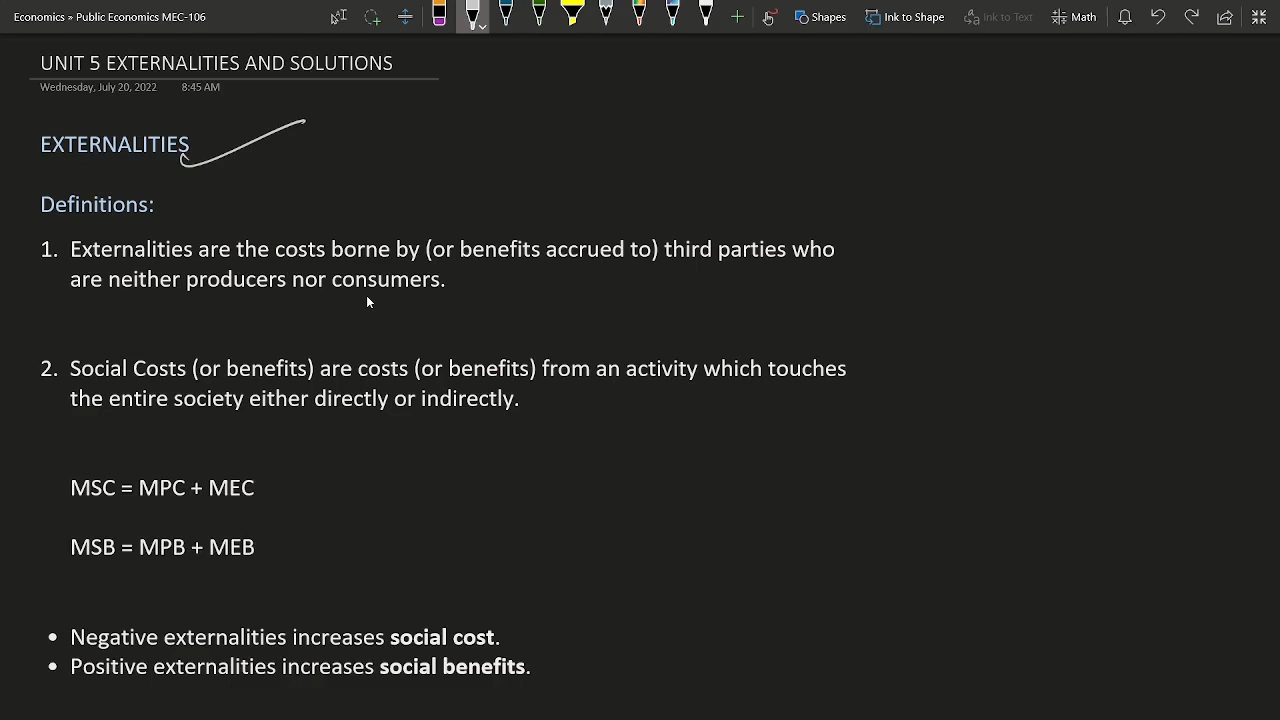 Economics » Public Economics MEC-106
Shapes
Ink to Shape
Ink to Text
Math
UNIT 5 EXTERNALITIES AND SOLUTIONS
Wednesday, July 20, 2022 8:45 AM
EXTERNALITIES
Definitions:
1. Externalities are the costs borne by (or benefits accrued to) third parties who
are neither producers nor consumers.
2. Social Costs (or benefits) are costs (or benefits) from an activity which touches
the entire society either directly or indirectly.
MSC = MPC + MEC
MSB = MPB + MEB
• Negative externalities increases social cost.
• Positive externalities increases social benefits.